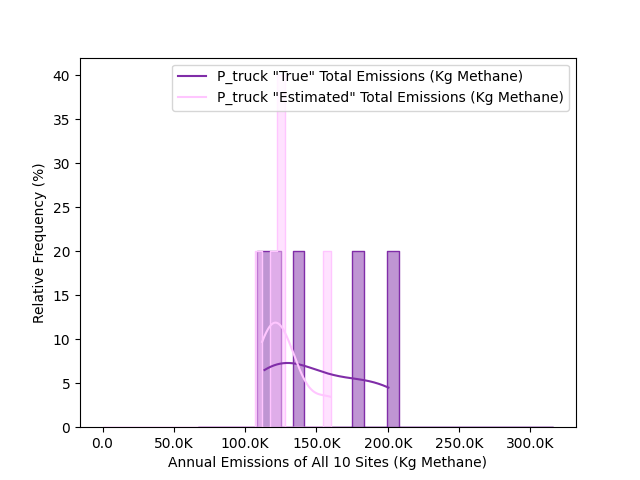 P_truck "True" Total Emissions (Kg Methane)
P_truck "Estimated" Total Emissions (Kg Methane)
Relative Frequency (%)
40
35
30
25
20
15
10
5
0
0.0 50.0K 100.0K 150.0K 200.0K 250.0K 300.0K
Annual Emissions of All 10 Sites (Kg Methane)